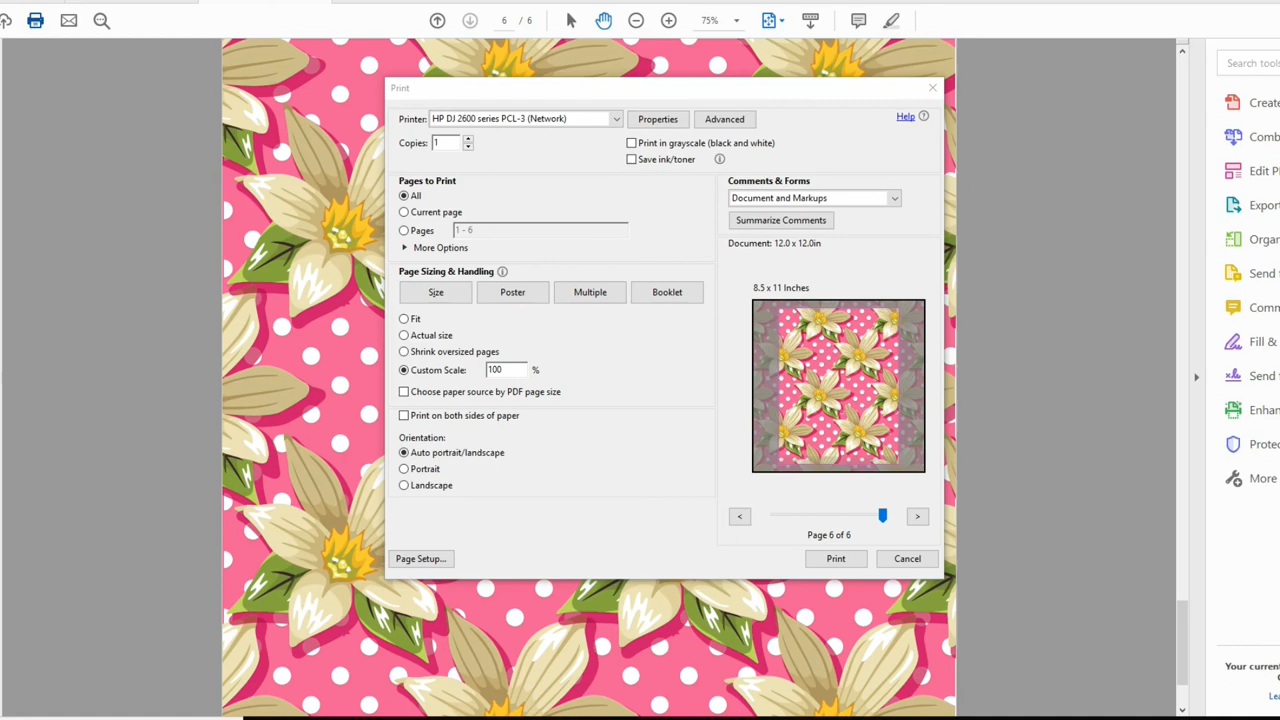 6 / 6
75%
Print
Printer: HP DJ 2600 series PCL-3 (Network) Properties Advanced Help ?
Copies: 1 Print in grayscale (black and white)
Save ink/toner
Pages to Print
All
Current page
Pages 1 - 6
More Options
Page Sizing & Handling
Size Poster Multiple Booklet
Fit
Actual size
Shrink oversized pages
Custom Scale: 100 %
Choose paper source by PDF page size
Print on both sides of paper
Orientation:
Auto portrait/landscape
Portrait
Landscape
Comments & Forms
Document and Markups
Summarize Comments
Document: 12.0 x 12.0in
8.5 x 11 Inches
< >
Page 6 of 6
Page Setup... Print Cancel
Search tools
Create
Comb
Edit P
Export
Organ
Send f
Comm
Fill &
Send f
Enhan
Protec
More
Your curren
C
Lea